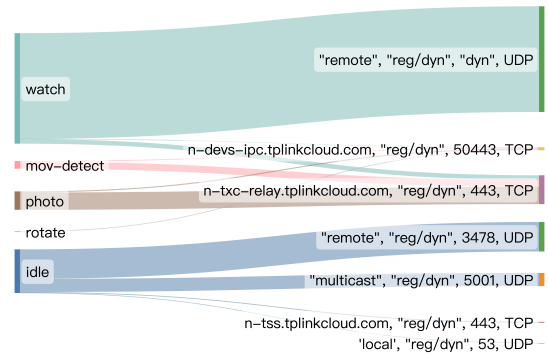 "remote", "reg/dyn", "dyn", UDP
watch
n-devs-ipc.tplinkcloud.com, "reg/dyn", 50443, TCP
mov-detect
n-txc-relay.tplinkcloud.com, "reg/dyn", 443, TCP
photo
rotate
"remote", "reg/dyn", 3478, UDP
idle
"multicast", "reg/dyn", 5001, UDP
n-tss.tplinkcloud.com, "reg/dyn", 443, TCP
'local', "reg/dyn", 53, UDP